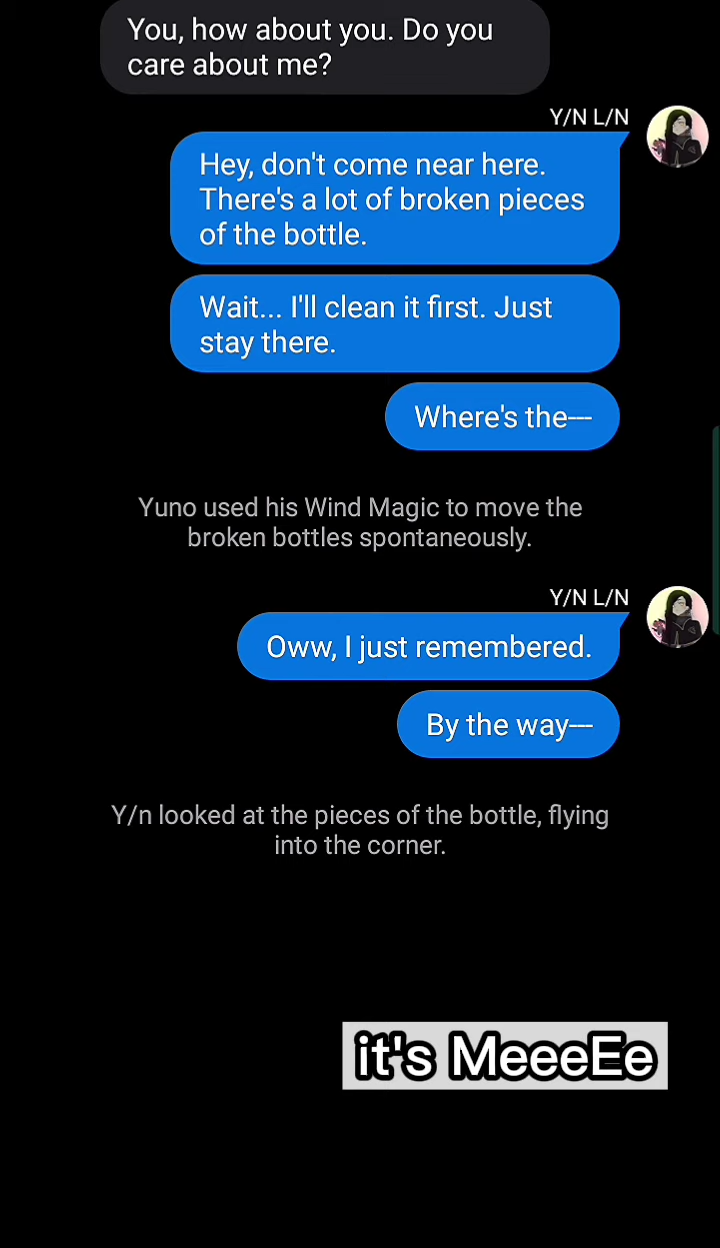 You, how about you. Do you
care about me?
Y/N L/N
Hey, don't come near here.
There's a lot of broken pieces
of the bottle.
Wait... I'll clean it first. Just
stay there.
Where's the---
Yuno used his Wind Magic to move the
broken bottles spontaneously.
Y/N L/N
Oww, I just remembered.
By the way---
Y/n looked at the pieces of the bottle, flying
into the corner.
it's MeeeEe